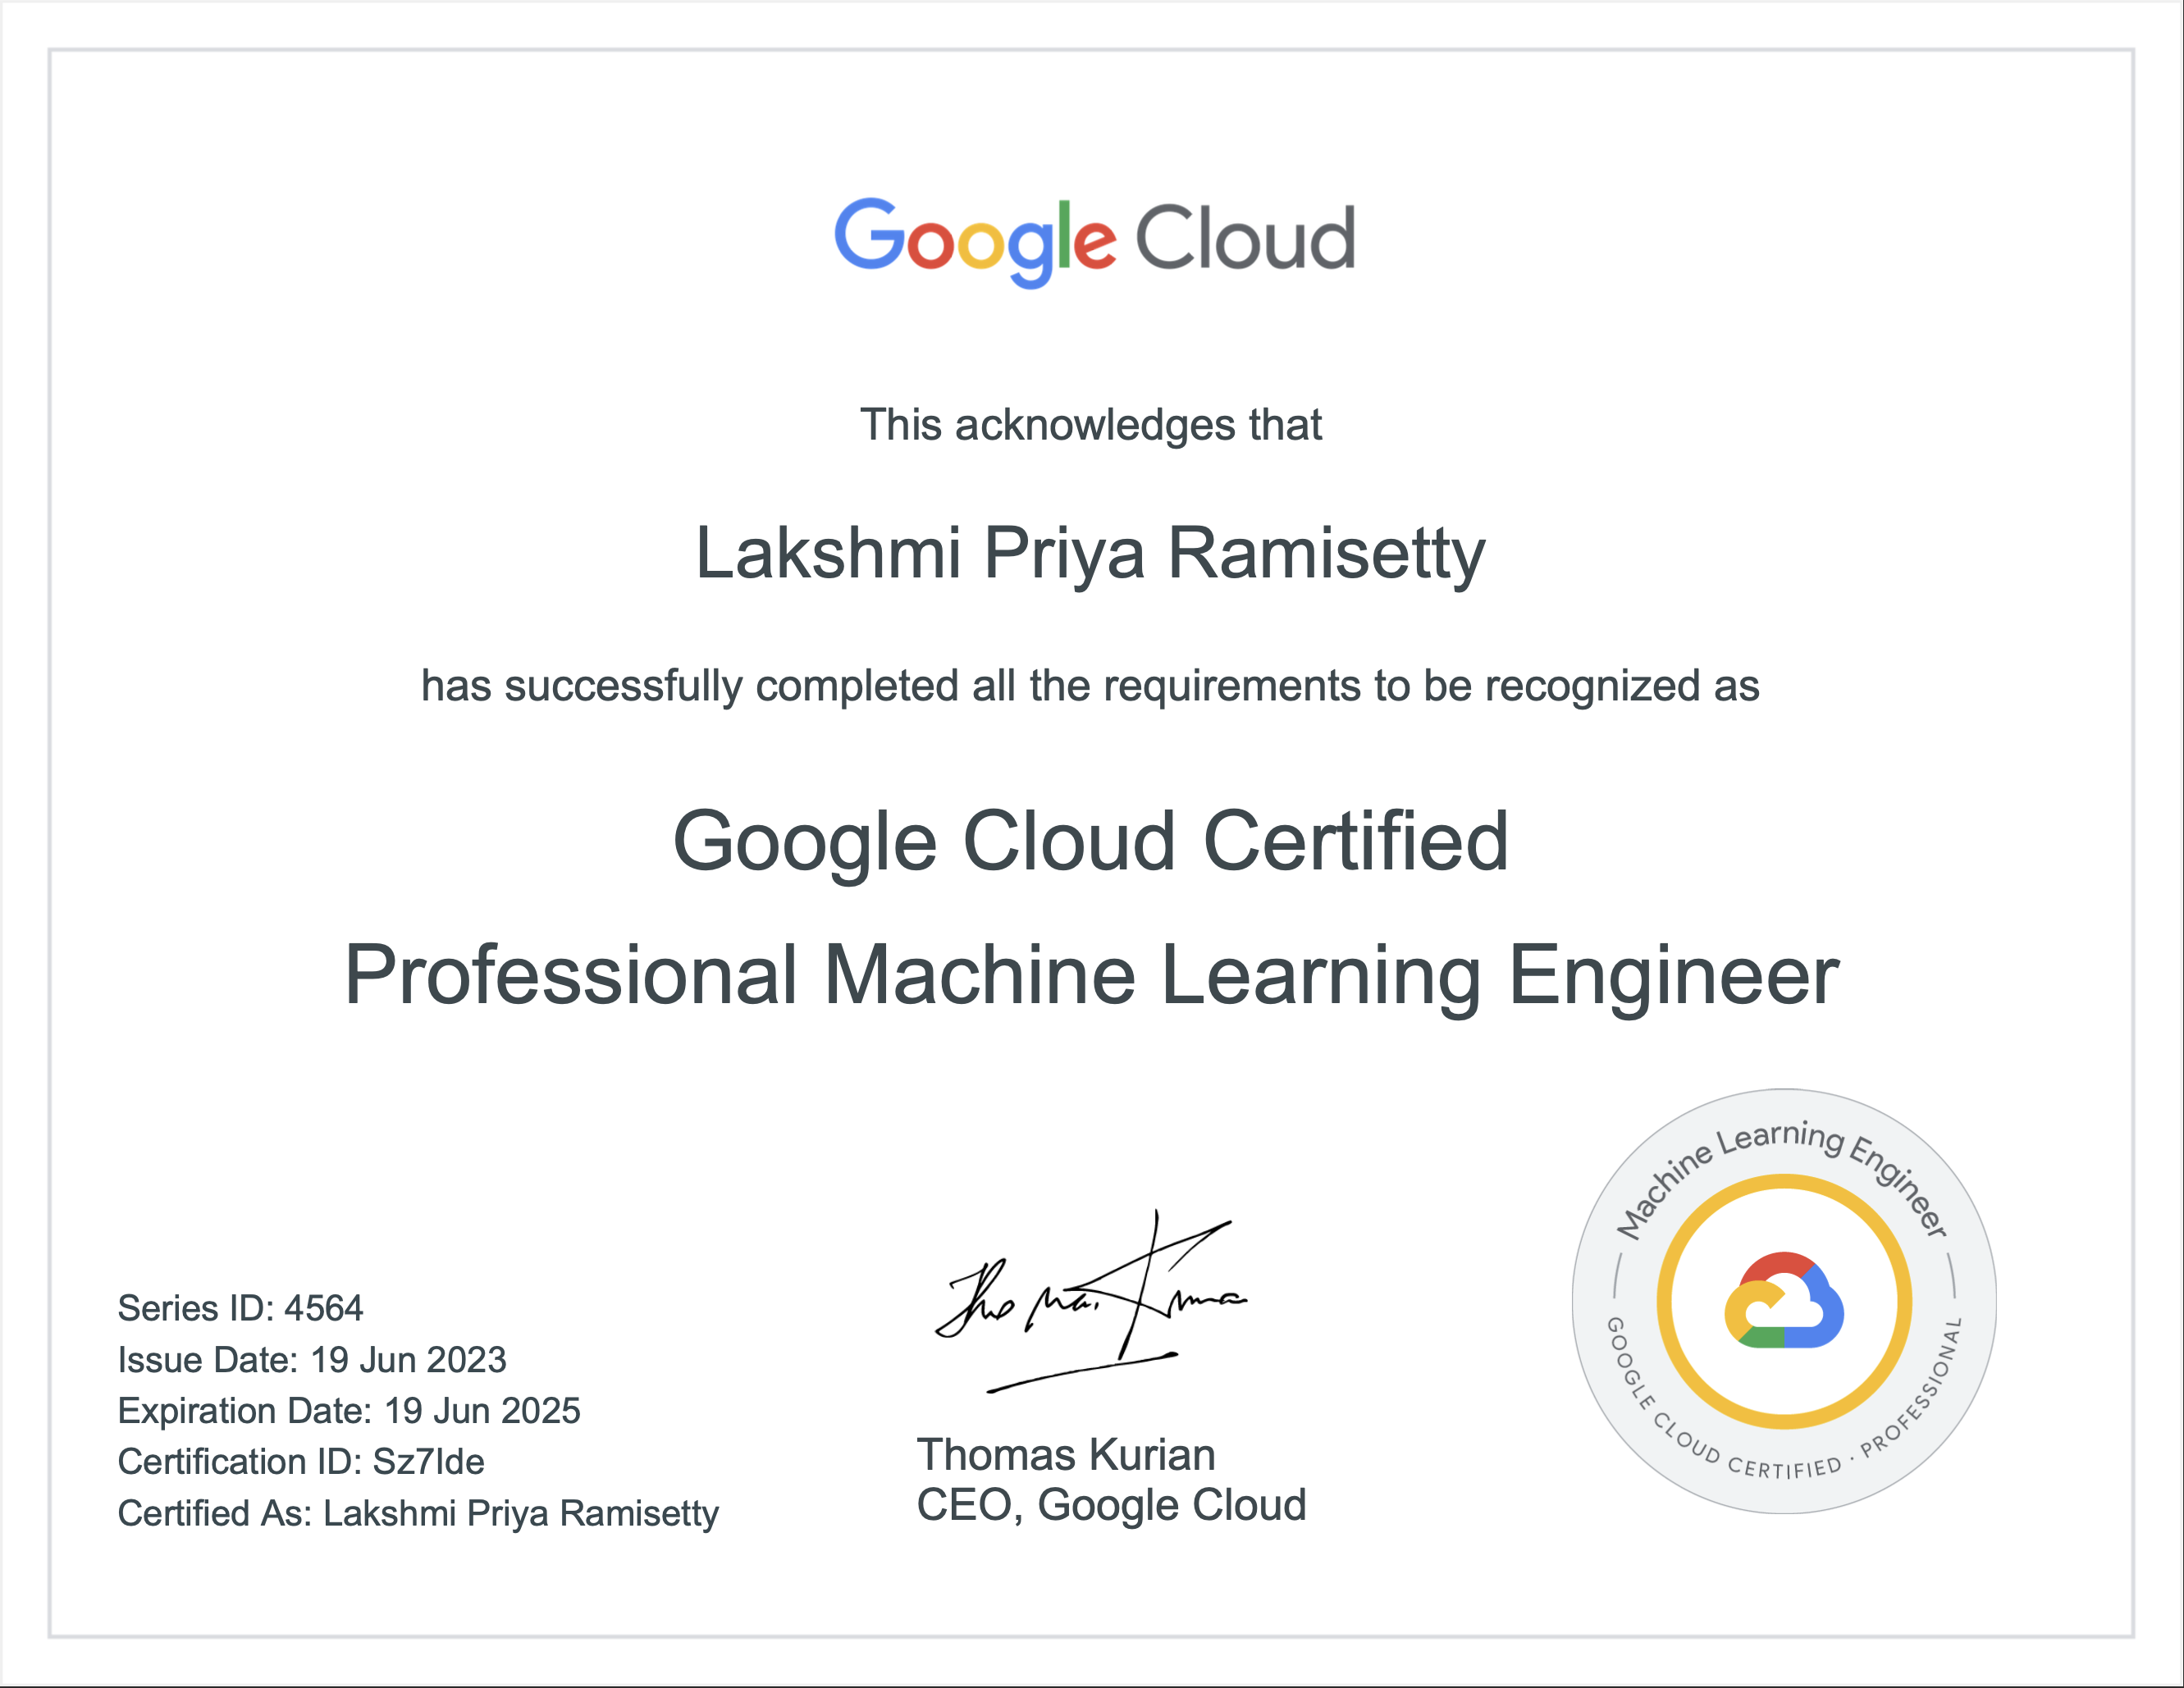 Google Cloud
This acknowledges that
Lakshmi Priya Ramisetty
has successfully completed all the requirements to be recognized as
Google Cloud Certified
Professional Machine Learning Engineer
Series ID: 4564
Issue Date: 19 Jun 2023
Expiration Date: 19 Jun 2025
Certification ID: Sz7lde
Certified As: Lakshmi Priya Ramisetty
Thomas Kurian
Thomas Kurian
CEO, Google Cloud
Machine Learning Engineer
GOOGLE CLOUD CERTIFIED · PROFESSIONAL